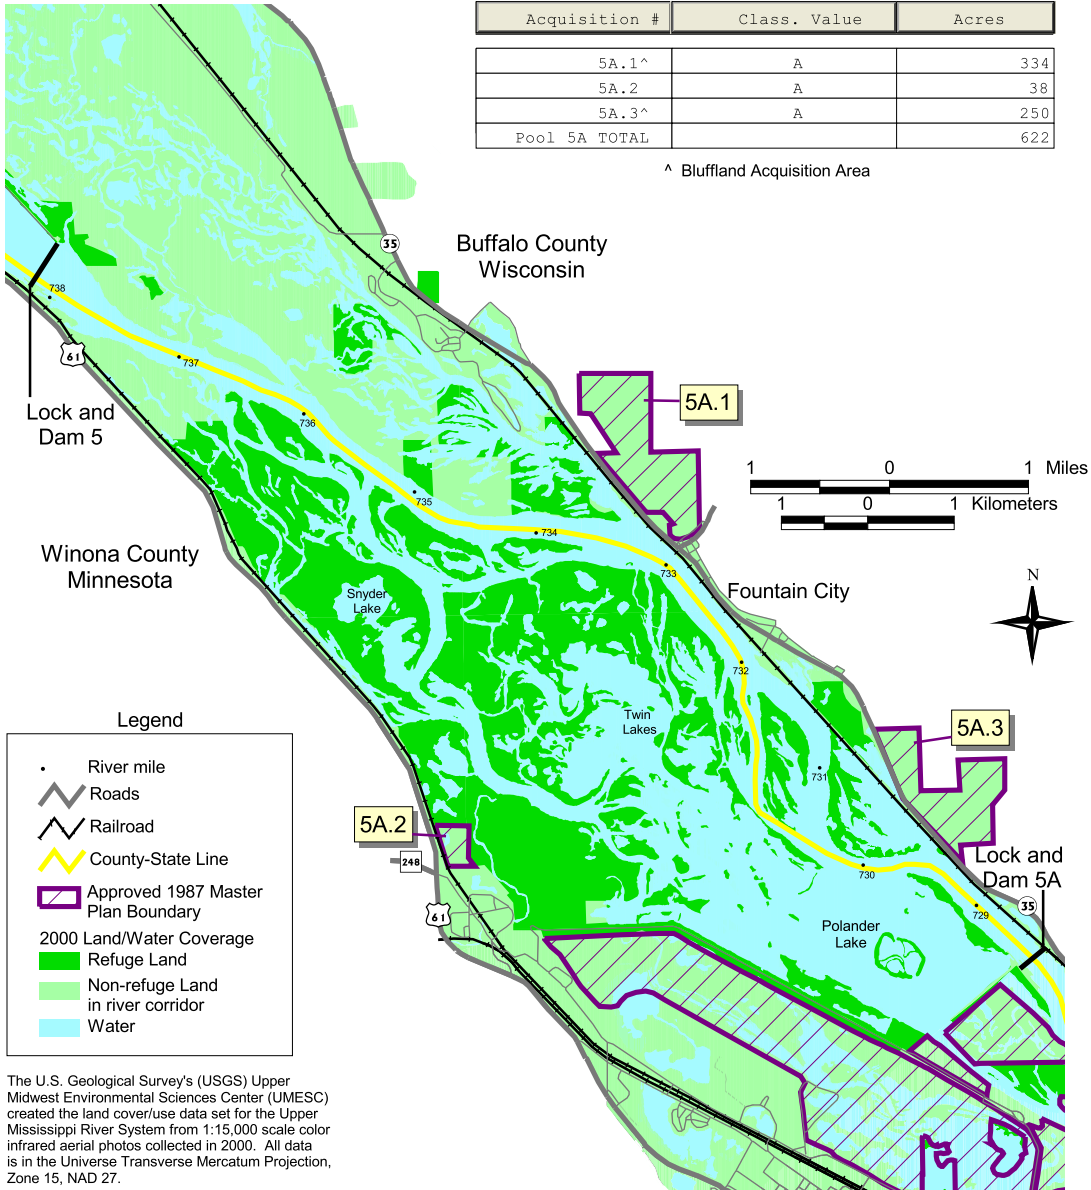 Acquisition # Class. Value Acres
5A.1^ A 334
5A.2 A 38
5A.3^ A 250
Pool 5A TOTAL 622
^ Bluffland Acquisition Area
35
Buffalo County
Wisconsin
738
61
737
Lock and
Dam 5
736
5A.1
735
734
1 0 1 Miles
1 0 1 Kilometers
Winona County
Minnesota
733
Snyder
Lake
Fountain City
N
732
Twin
Lakes
5A.3
731
5A.2
248
730
Lock and
Dam 5A
35
729
61
Polander
Lake
Legend
River mile
Roads
Railroad
County-State Line
Approved 1987 Master
Plan Boundary
2000 Land/Water Coverage
Refuge Land
Non-refuge Land
in river corridor
Water
The U.S. Geological Survey's (USGS) Upper
Midwest Environmental Sciences Center (UMESC)
created the land cover/use data set for the Upper
Mississippi River System from 1:15,000 scale color
infrared aerial photos collected in 2000.  All data
is in the Universe Transverse Mercatum Projection,
Zone 15, NAD 27.